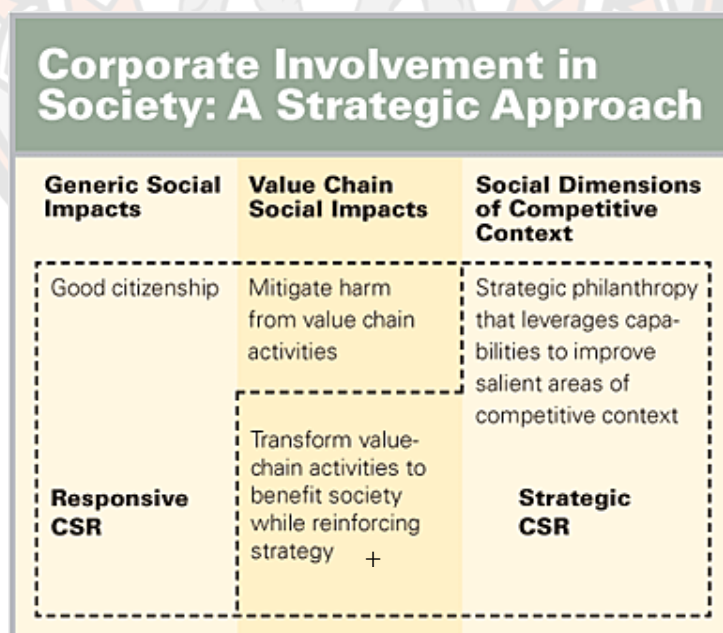 Corporate Involvement in
Society: A Strategic Approach
Generic Social
Impacts
Value Chain
Social Impacts
Social Dimensions
of Competitive
Context
Good citizenship
Mitigate harm
from value chain
activities
Strategic philanthropy
that leverages capa-
bilities to improve
salient areas of
competitive context
Transform value-
chain activities to
benefit society
while reinforcing
strategy
Responsive
CSR
Strategic
CSR